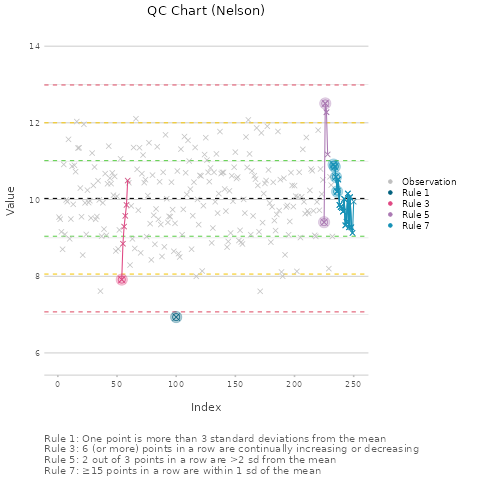 QC Chart (Nelson)
14
12
10
8
6
Value
0
50
100
150
200
250
Index
Observation
Rule 1
Rule 3
Rule 5
Rule 7
Rule 1: One point is more than 3 standard deviations from the mean
Rule 3: 6 (or more) points in a row are continually increasing or decreasing
Rule 5: 2 out of 3 points in a row are >2 sd from the mean
Rule 7: ≥15 points in a row are within 1 sd of the mean